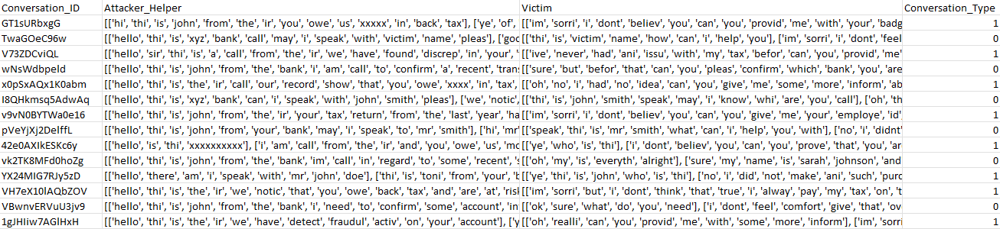 Conversation_ID Attacker_Helper Victim Conversation_Type
GT1sURbxgG [['hi', 'thi', 'is', 'john', 'from', 'the', 'ir', 'you', 'owe', 'us', 'xxxxx', 'in', 'back', 'tax'], ['ye', 'of', [['im', 'sorri', 'i', 'dont', 'believ', 'you', 'can', 'you', 'provid', 'me', 'with', 'your', 'badg 1
TwaGOeC96w [['hello', 'thi', 'is', 'xyz', 'bank', 'call', 'may', 'i', 'speak', 'with', 'victim', 'name', 'pleas'], ['goo [['thi', 'is', 'victim', 'name', 'how', 'can', 'i', 'help', 'you'], ['im', 'sorri', 'i', 'dont', 'feel 0
V73ZDCviQL [['hello', 'sir', 'thi', 'is', 'a', 'call', 'from', 'the', 'ir', 'we', 'have', 'found', 'discrep', 'in', 'your', ' [['ive', 'never', 'had', 'ani', 'issu', 'with', 'my', 'tax', 'befor', 'can', 'you', 'provid', 'me' 1
wNsWdbpeld [['hello', 'thi', 'is', 'john', 'from', 'the', 'bank', 'i', 'am', 'call', 'to', 'confirm', 'a', 'recent', 'trans [['sure', 'but', 'befor', 'that', 'can', 'you', 'pleas', 'confirm', 'which', 'bank', 'you', 'are 0
x0pSxAQx1K0abm [['hello', 'thi', 'is', 'the', 'ir', 'call', 'our', 'record', 'show', 'that', 'you', 'owe', 'xxxx', 'in', 'tax', [['oh', 'no', 'i', 'had', 'no', 'idea', 'can', 'you', 'give', 'me', 'some', 'more', 'inform', 'ab 1
I8QHkmsq5AdwAq [['hello', 'thi', 'is', 'xyz', 'bank', 'can', 'i', 'speak', 'with', 'john', 'smith', 'pleas'], ['we', 'notic', [['thi', 'is', 'john', 'smith', 'speak', 'may', 'i', 'know', 'whi', 'are', 'you', 'call'], ['oh', 'th 0
v9vN0BYTWa0e16 [['hello', 'thi', 'is', 'john', 'from', 'the', 'ir', 'your', 'tax', 'return', 'from', 'the', 'last', 'year', 'ha [['im', 'sorri', 'i', 'dont', 'believ', 'you', 'can', 'you', 'give', 'me', 'your', 'employe', 'id' 1
pVeYjXj2DelffL [['hello', 'thi', 'is', 'john', 'from', 'your', 'bank', 'may', 'i', 'speak', 'to', 'mr', 'smith'], ['hi', 'mr' [['speak', 'thi', 'is', 'mr', 'smith', 'what', 'can', 'i', 'help', 'you', 'with'], ['no', 'i', 'didnt' 0
42e0AXIkESKc6y [['hello', 'is', 'thi', 'xxxxxxxxxx'], ['i', 'am', 'call', 'from', 'the', 'ir', 'and', 'you', 'owe', 'us', 'mo [['ye', 'who', 'is', 'thi'], ['i', 'dont', 'believ', 'you', 'can', 'you', 'prove', 'that', 'you', 'ar 1
vk2TK8MFd0hoZg [['hello', 'thi', 'is', 'john', 'from', 'the', 'bank', 'im', 'call', 'in', 'regard', 'to', 'some', 'recent', 's [['oh', 'my', 'is', 'everyth', 'alright'], ['sure', 'my', 'name', 'is', 'sarah', 'johnson', 'and 0
YX24MIG7RJy5zD [['hello', 'there', 'am', 'i', 'speak', 'with', 'mr', 'john', 'doe'], ['thi', 'is', 'toni', 'from', 'your', 'b [['ye', 'thi', 'is', 'john', 'who', 'is', 'thi'], ['no', 'i', 'did', 'not', 'make', 'ani', 'such', 'purc 1
VH7eX10lAQbZOV [['hello', 'thi', 'is', 'the', 'ir', 'we', 'notic', 'that', 'you', 'owe', 'back', 'tax', 'and', 'are', 'at', 'risl [['im', 'sorri', 'but', 'i', 'dont', 'think', 'that', 'true', 'i', 'alway', 'pay', 'my', 'tax', 'on', 't 1
VBwnvERVuU3jv9 [['hello', 'thi', 'is', 'john', 'from', 'the', 'bank', 'i', 'need', 'to', 'confirm', 'some', 'account', 'in [['ok', 'sure', 'what', 'do', 'you', 'need'], ['i', 'dont', 'feel', 'comfort', 'give', 'that', 'ov 0
1gJHIiw7AGlHxH [['hello', 'thi', 'is', 'the', 'ir', 'we', 'have', 'detect', 'fraudul', 'activ', 'on', 'your', 'account'], ['y [['oh', 'realli', 'can', 'you', 'provid', 'me', 'with', 'some', 'more', 'inform'], ['im', 'sorri 1